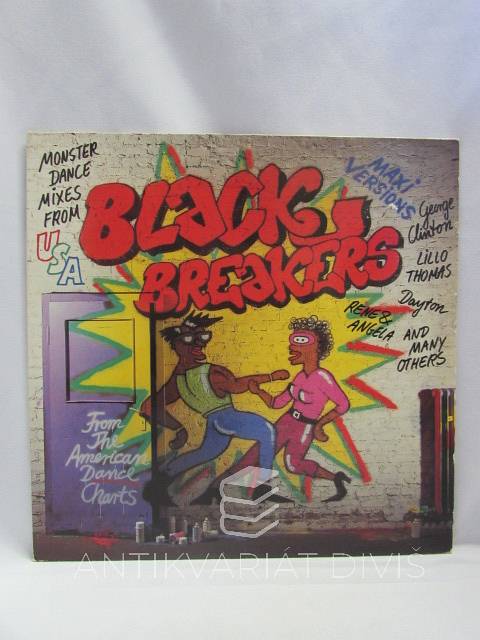 MONSTER
DANCE
MIXES
FROM
USA
BLACK
BREAKERS
MAXI
VERSIONS
George
Clinton
LILLO
THOMAS
Dayton
RENE &
ANGELA
AND
MANY
OTHERS
From
The
American
Dance
Charts
ANTIKVARIÁT DIVIŠ